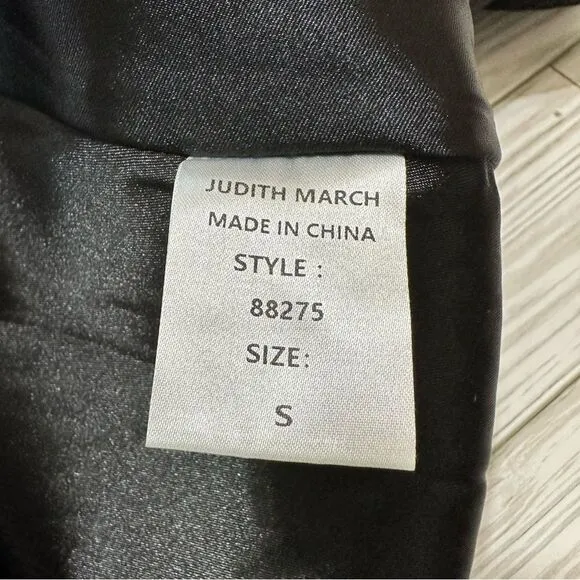 JUDITH MARCH
MADE IN CHINA
STYLE :
88275
SIZE:
S